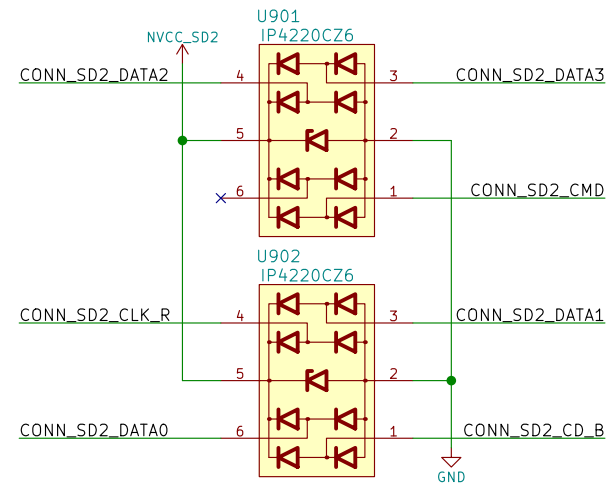 U901
IP4220CZ6
NVCC_SD2
CONN_SD2_DATA2 4 3 CONN_SD2_DATA3
5 2
6 1 CONN_SD2_CMD
U902
IP4220CZ6
CONN_SD2_CLK_R 4 3 CONN_SD2_DATA1
5 2
CONN_SD2_DATA0 6 1 CONN_SD2_CD_B
GND